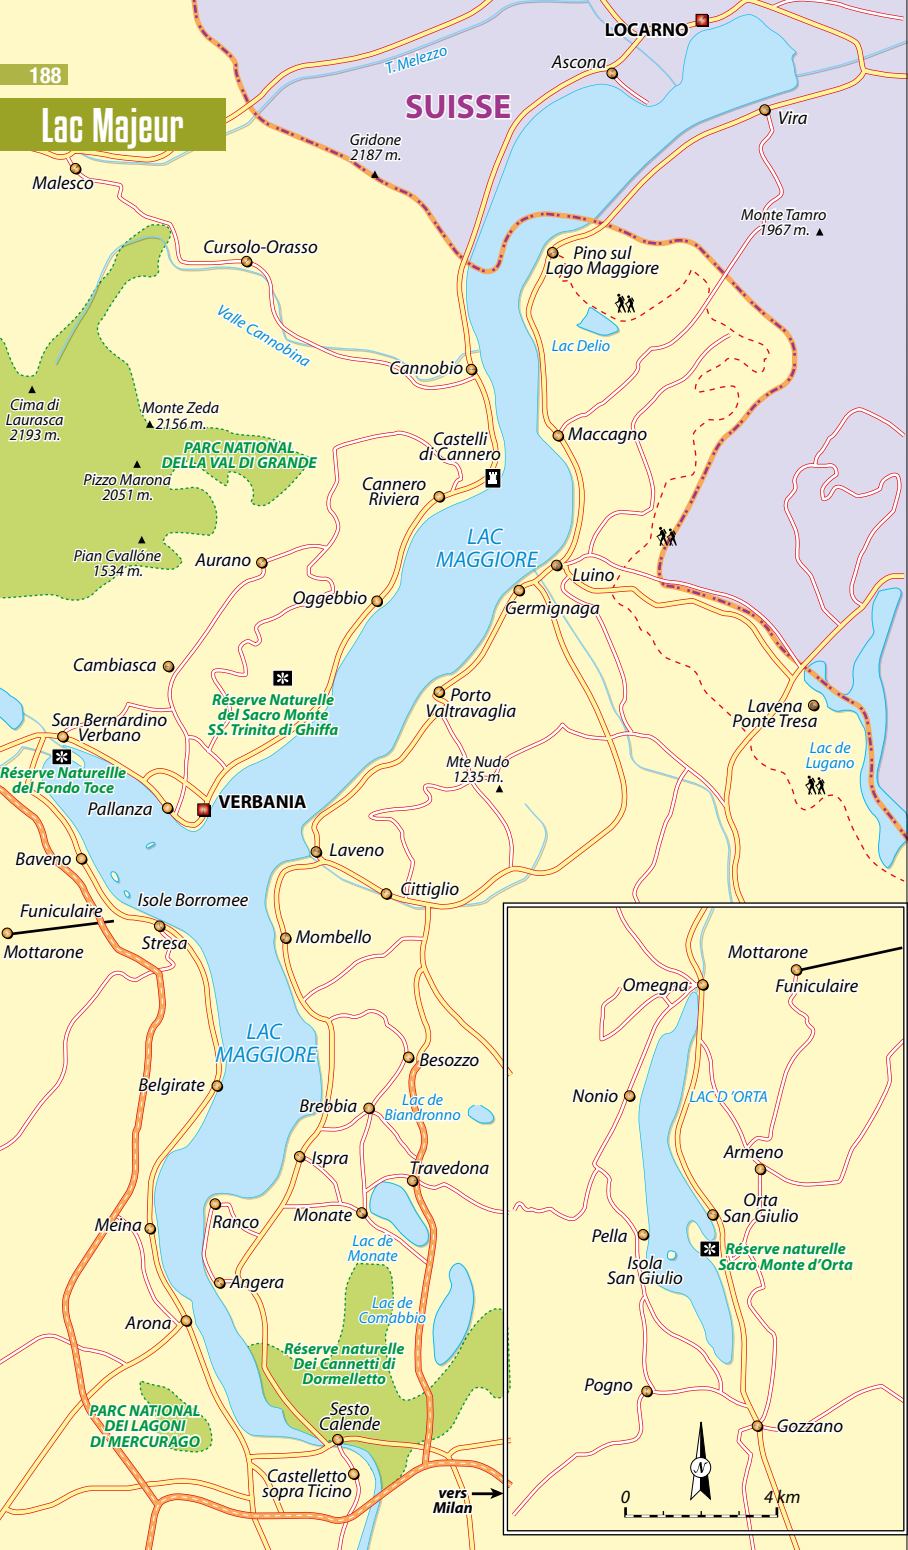 188
Lac Majeur
LOCARNO
Ascona
T. Melezzo
SUISSE
Vira
Gridone
2187 m.
Malesco
Monte Tamro
1967 m.
Cursolo-Orasso
Pino sul
Lago Maggiore
Valle Cannobina
Lac Delio
Cannobio
Cima di
Laurasca
2193 m.
Monte Zeda
2156 m.
PARC NATIONAL
DELLA VAL DI GRANDE
Castelli
di Cannero
Maccagno
Pizzo Marona
2051 m.
Cannero
Riviera
LAC
MAGGIORE
Pian Cvallóne
1534 m.
Aurano
Luino
Oggebbio
Germignaga
Cambiasca
Réserve Naturelle
del Sacro Monte
SS. Trinita di Ghiffa
Porto
Valtravaglia
Lavena
Ponte Tresa
San Bernardino
Verbano
Lac de
Lugano
Mte Nudo
1235 m.
Réserve Naturellle
del Fondo Toce
Pallanza
VERBANIA
Baveno
Laveno
Cittiglio
Isole Borromee
Funiculaire
Mottarone
Stresa
Mombello
LAC
MAGGIORE
Besozzo
Belgirate
Brebbia
Lac de
Biandronno
Ispra
Travedona
Meina
Ranco
Monate
Lac de
Monate
Angera
Lac de
Comabbio
Arona
Réserve naturelle
Dei Cannetti di
Dormelletto
PARC NATIONAL
DEI LAGONI
DI MERCURAGO
Sesto
Calende
Castelletto
sopra Ticino
vers
Milan
Mottarone
Funiculaire
Omegna
Nonio
LAC D 'ORTA
Armeno
Orta
San Giulio
Pella
Isola
San Giulio
Réserve naturelle
Sacro Monte d'Orta
Pogno
Gozzano
N
0
4 km